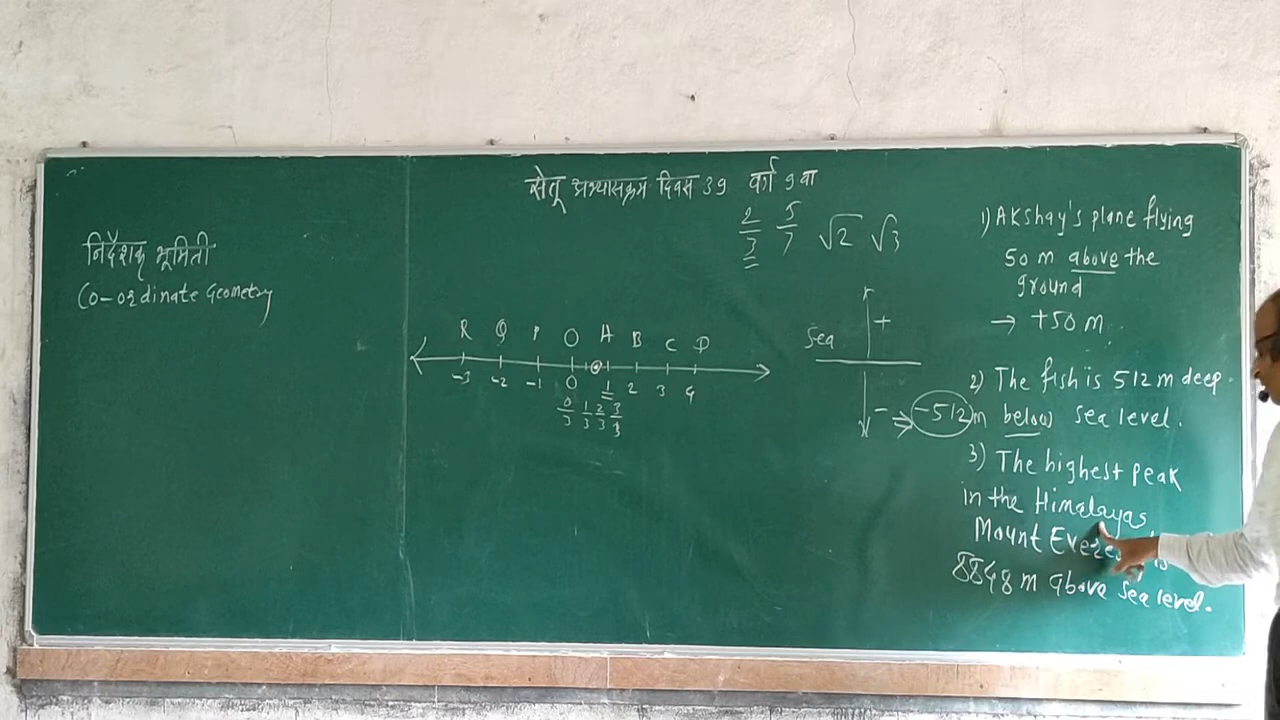 सेतू अभ्यासक्रम दिवस 39 वर्ग 9 वा
निर्देशक भूमिती
Co-ordinate Geometry
2/3 5/7 √2 √3
R Q P O A B C D
-3 -2 -1 0 1 2 3 4
0/3 1/3 2/3 3/3
Sea
+
-
-512
1) Akshay's plane flying
50 m above the
ground
→ +50 m.
2) The fish is 512 m deep
m below sea level.
3) The highest peak
in the Himalayas
Mount
8848 m above sea level.